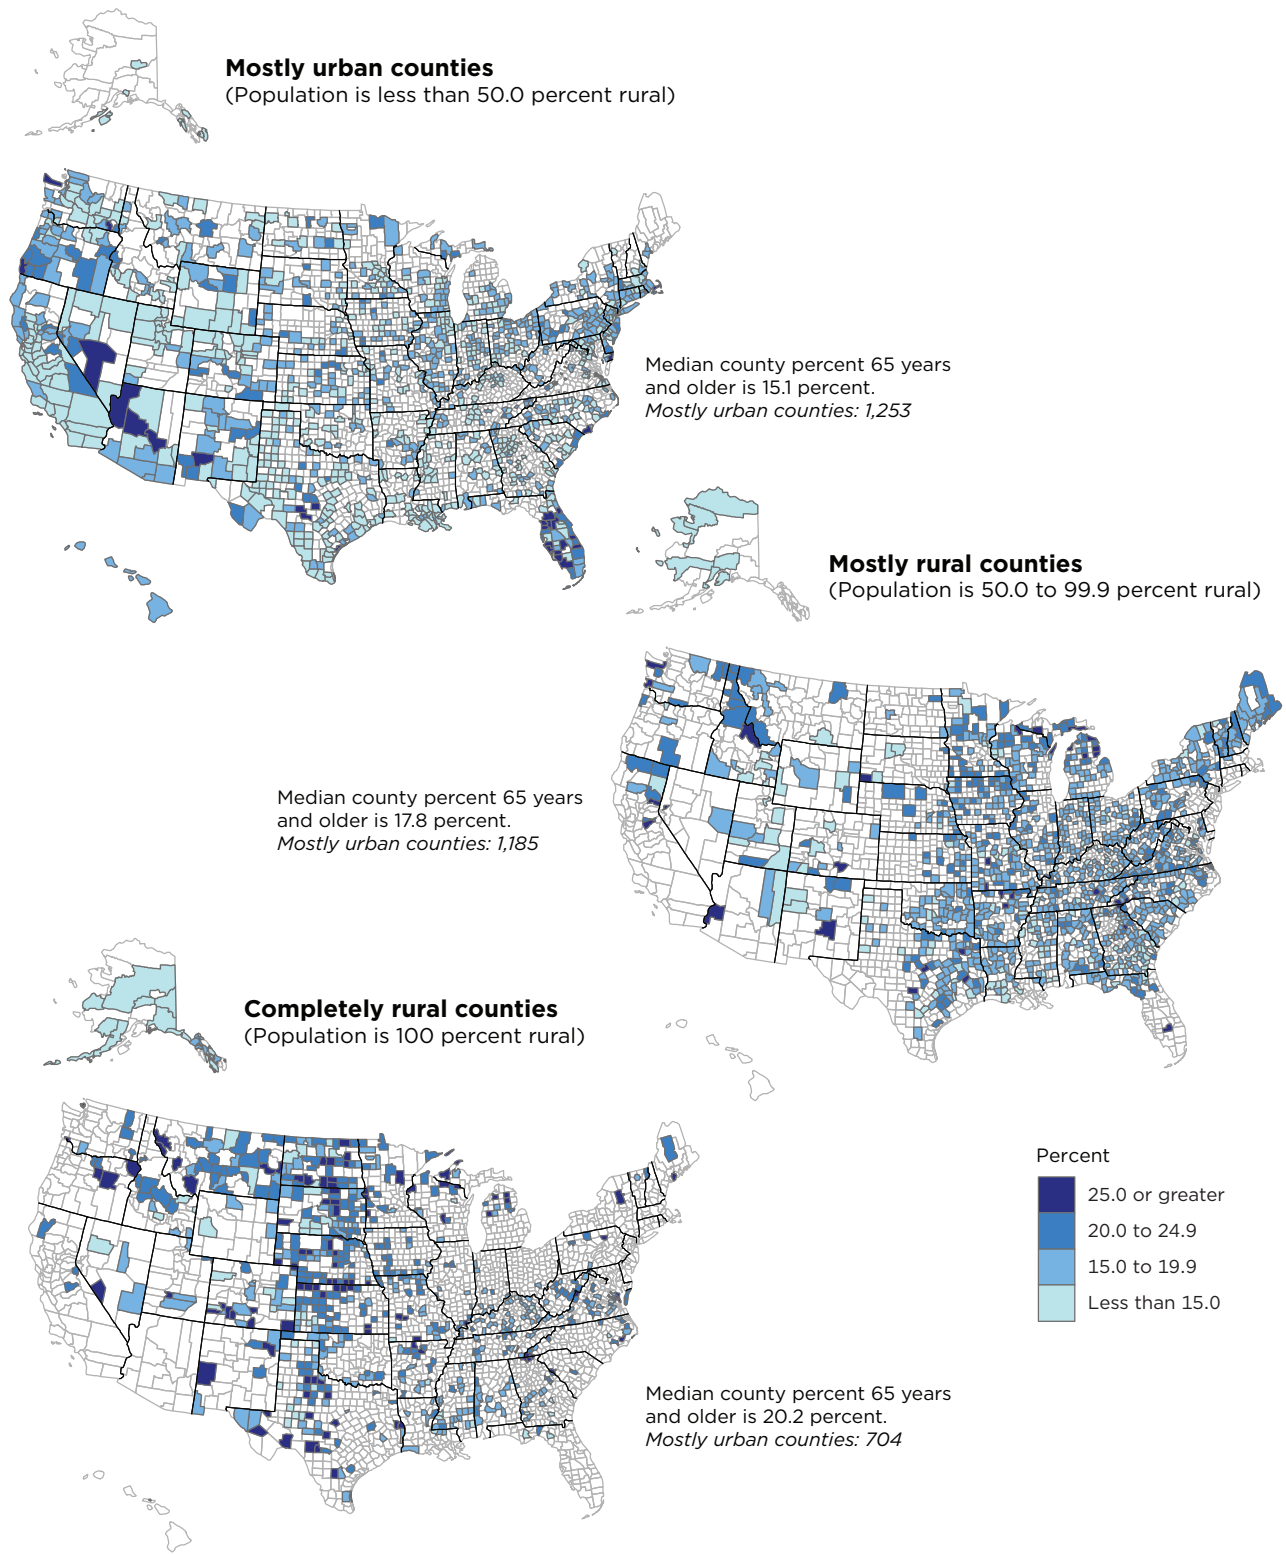 Mostly urban counties
(Population is less than 50.0 percent rural)
Median county percent 65 years
and older is 15.1 percent.
Mostly urban counties: 1,253
Mostly rural counties
(Population is 50.0 to 99.9 percent rural)
Median county percent 65 years
and older is 17.8 percent.
Mostly urban counties: 1,185
Completely rural counties
(Population is 100 percent rural)
Percent
25.0 or greater
20.0 to 24.9
15.0 to 19.9
Less than 15.0
Median county percent 65 years
and older is 20.2 percent.
Mostly urban counties: 704